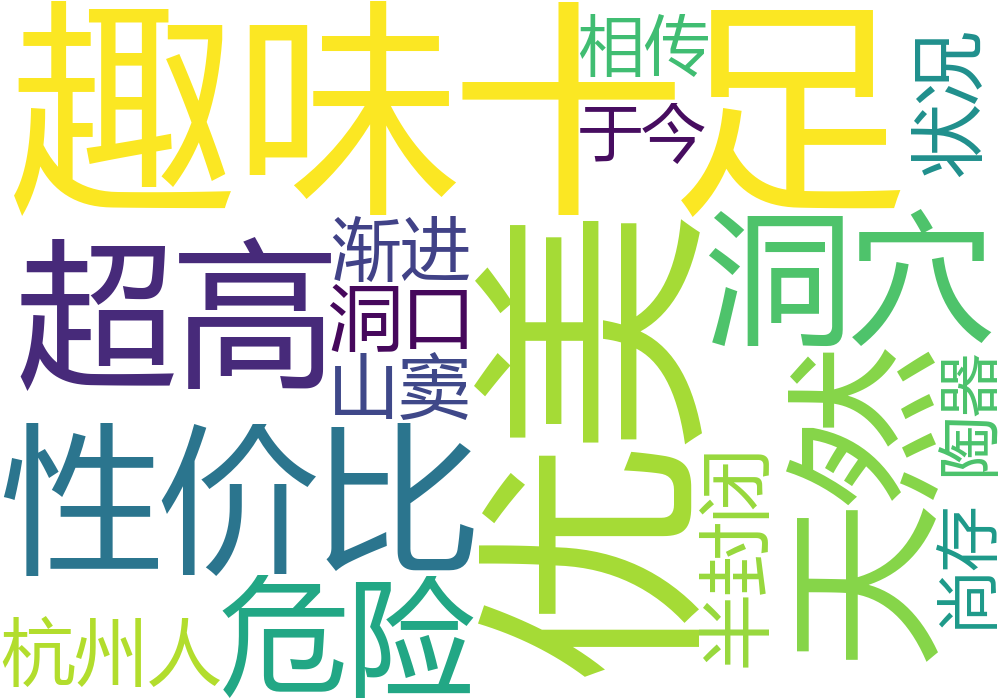 趣味十足
相传
于今
状况
超高
渐进
洞口
山窦
优美
洞穴
天然
陶器
性价比
半封闭
尚存
杭州人
危险